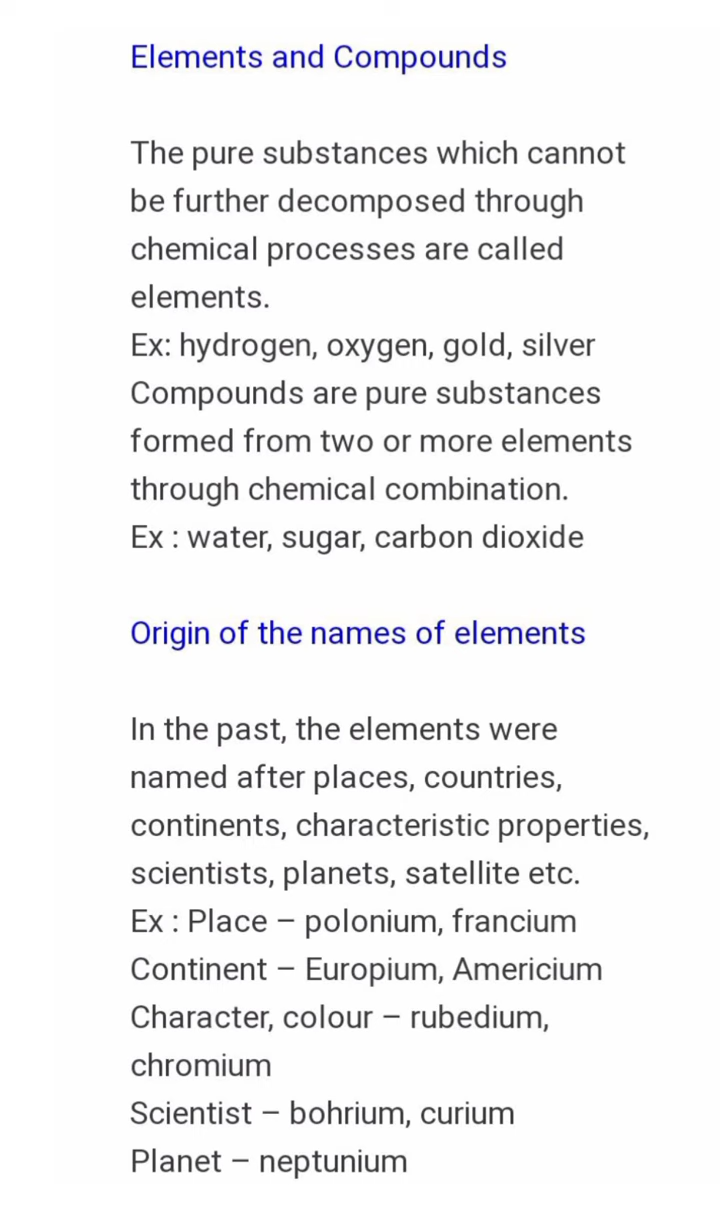 Elements and Compounds
The pure substances which cannot
be further decomposed through
chemical processes are called
elements.
Ex: hydrogen, oxygen, gold, silver
Compounds are pure substances
formed from two or more elements
through chemical combination.
Ex : water, sugar, carbon dioxide
Origin of the names of elements
In the past, the elements were
named after places, countries,
continents, characteristic properties,
scientists, planets, satellite etc.
Ex : Place – polonium, francium
Continent – Europium, Americium
Character, colour – rubedium,
chromium
Scientist – bohrium, curium
Planet – neptunium